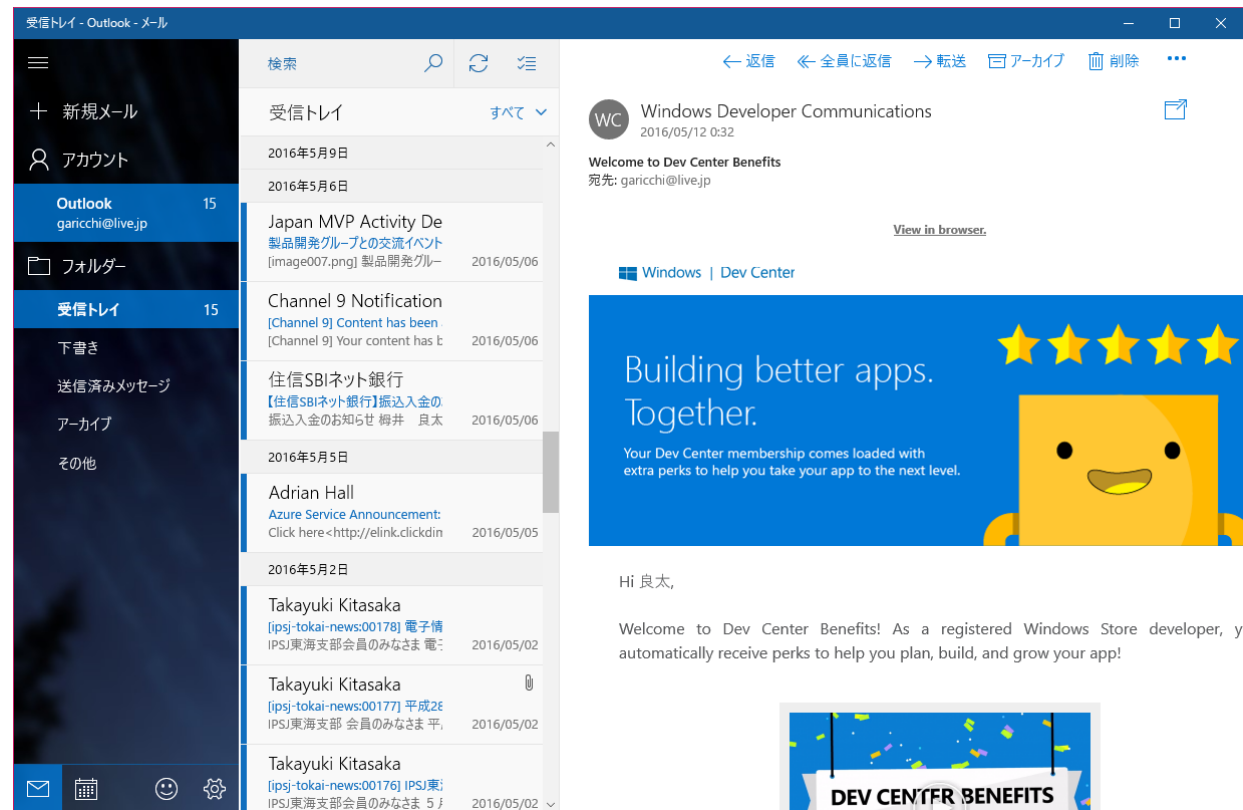 受信トレイ - Outlook - メール
新規メール
アカウント
Outlook 15
garicchi@live.jp
フォルダー
受信トレイ 15
下書き
送信済みメッセージ
アーカイブ
その他
検索
受信トレイ すべて
2016年5月9日
2016年5月6日
Japan MVP Activity De
製品開発グループとの交流イベント
[image007.png] 製品開発グルー 2016/05/06
Channel 9 Notification
[Channel 9] Content has been
[Channel 9] Your content has b 2016/05/06
住信SBIネット銀行
【住信SBIネット銀行】振込入金の
振込入金のお知らせ 栂井 良太 2016/05/06
2016年5月5日
Adrian Hall
Azure Service Announcement:
Click here<http://elink.clickdim 2016/05/05
2016年5月2日
Takayuki Kitasaka
[ipsj-tokai-news:00178] 電子情
IPSJ東海支部会員のみなさま 電子 2016/05/02
Takayuki Kitasaka
[ipsj-tokai-news:00177] 平成28
IPSJ東海支部 会員のみなさま 平 2016/05/02
Takayuki Kitasaka
[ipsj-tokai-news:00176] IPSJ東
IPSJ東海支部会員のみなさま 5 2016/05/02
返信 全員に返信 転送 アーカイブ 削除
WC
Windows Developer Communications
2016/05/12 0:32
Welcome to Dev Center Benefits
宛先: garicchi@live.jp
View in browser.
Windows | Dev Center
Building better apps.
Together.
Your Dev Center membership comes loaded with
extra perks to help you take your app to the next level.
Hi 良太,
Welcome to Dev Center Benefits! As a registered Windows Store developer, y
automatically receive perks to help you plan, build, and grow your app!
DEV CENTER BENEFITS